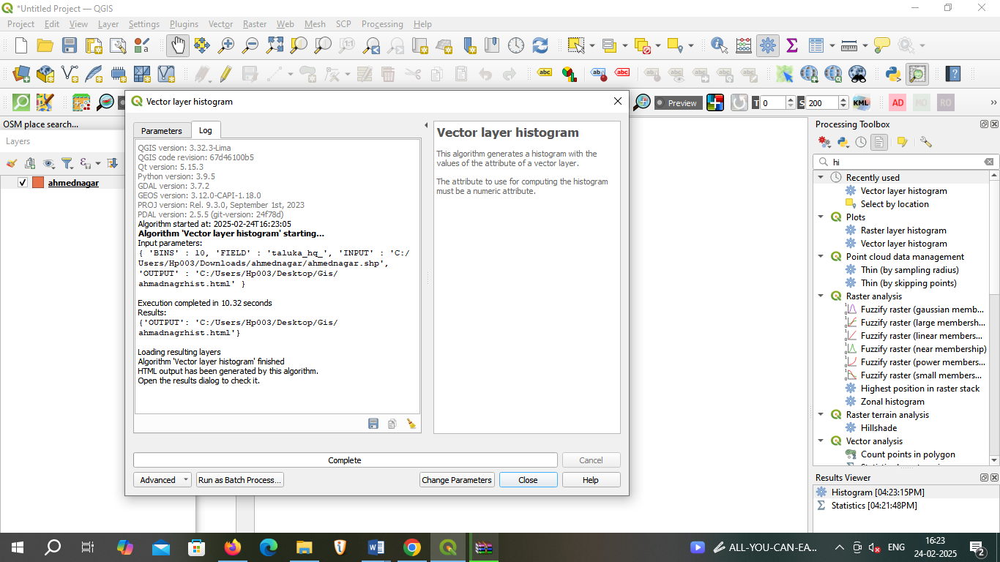 *Untitled Project — QGIS
Project Edit View Layer Settings Plugins Vector Raster Web Mesh SCP Processing Help
abc abc abc
Preview T 0 S 200 KML AD MO RO
OSM place search...
Layers
ahmednagar
Vector layer histogram
Parameters Log
QGIS version: 3.32.3-Lima
QGIS code revision: 67d46100b5
Qt version: 5.15.3
Python version: 3.9.5
GDAL version: 3.7.2
GEOS version: 3.12.0-CAPI-1.18.0
PROJ version: Rel. 9.3.0, September 1st, 2023
PDAL version: 2.5.5 (git-version: 24f78d)
Algorithm started at: 2025-02-24T16:23:05
Algorithm 'Vector layer histogram' starting…
Input parameters:
{ 'BINS' : 10, 'FIELD' : 'taluka_hq_', 'INPUT' : 'C:/
Users/Hp003/Downloads/ahmednagar/ahmednagar.shp',
'OUTPUT' : 'C:/Users/Hp003/Desktop/Gis/
ahmadnagrhist.html' }
Execution completed in 10.32 seconds
Results:
{'OUTPUT': 'C:/Users/Hp003/Desktop/Gis/
ahmadnagrhist.html'}
Loading resulting layers
Algorithm 'Vector layer histogram' finished
HTML output has been generated by this algorithm.
Open the results dialog to check it.
Vector layer histogram
This algorithm generates a histogram with the
values of the attribute of a vector layer.
The attribute to use for computing the histogram
must be a numeric attribute.
Complete
Cancel
Advanced
Run as Batch Process…
Change Parameters
Close
Help
Processing Toolbox
hi
Recently used
Vector layer histogram
Select by location
Plots
Raster layer histogram
Vector layer histogram
Point cloud data management
Thin (by sampling radius)
Thin (by skipping points)
Raster analysis
Fuzzify raster (gaussian memb...
Fuzzify raster (large membersh...
Fuzzify raster (linear members...
Fuzzify raster (near membership)
Fuzzify raster (power members...
Fuzzify raster (small members...
Highest position in raster stack
Zonal histogram
Raster terrain analysis
Hillshade
Vector analysis
Count points in polygon
Results Viewer
Histogram [04:23:15PM]
Statistics [04:21:48PM]
ALL-YOU-CAN-EA...
ENG
16:23
24-02-2025
2